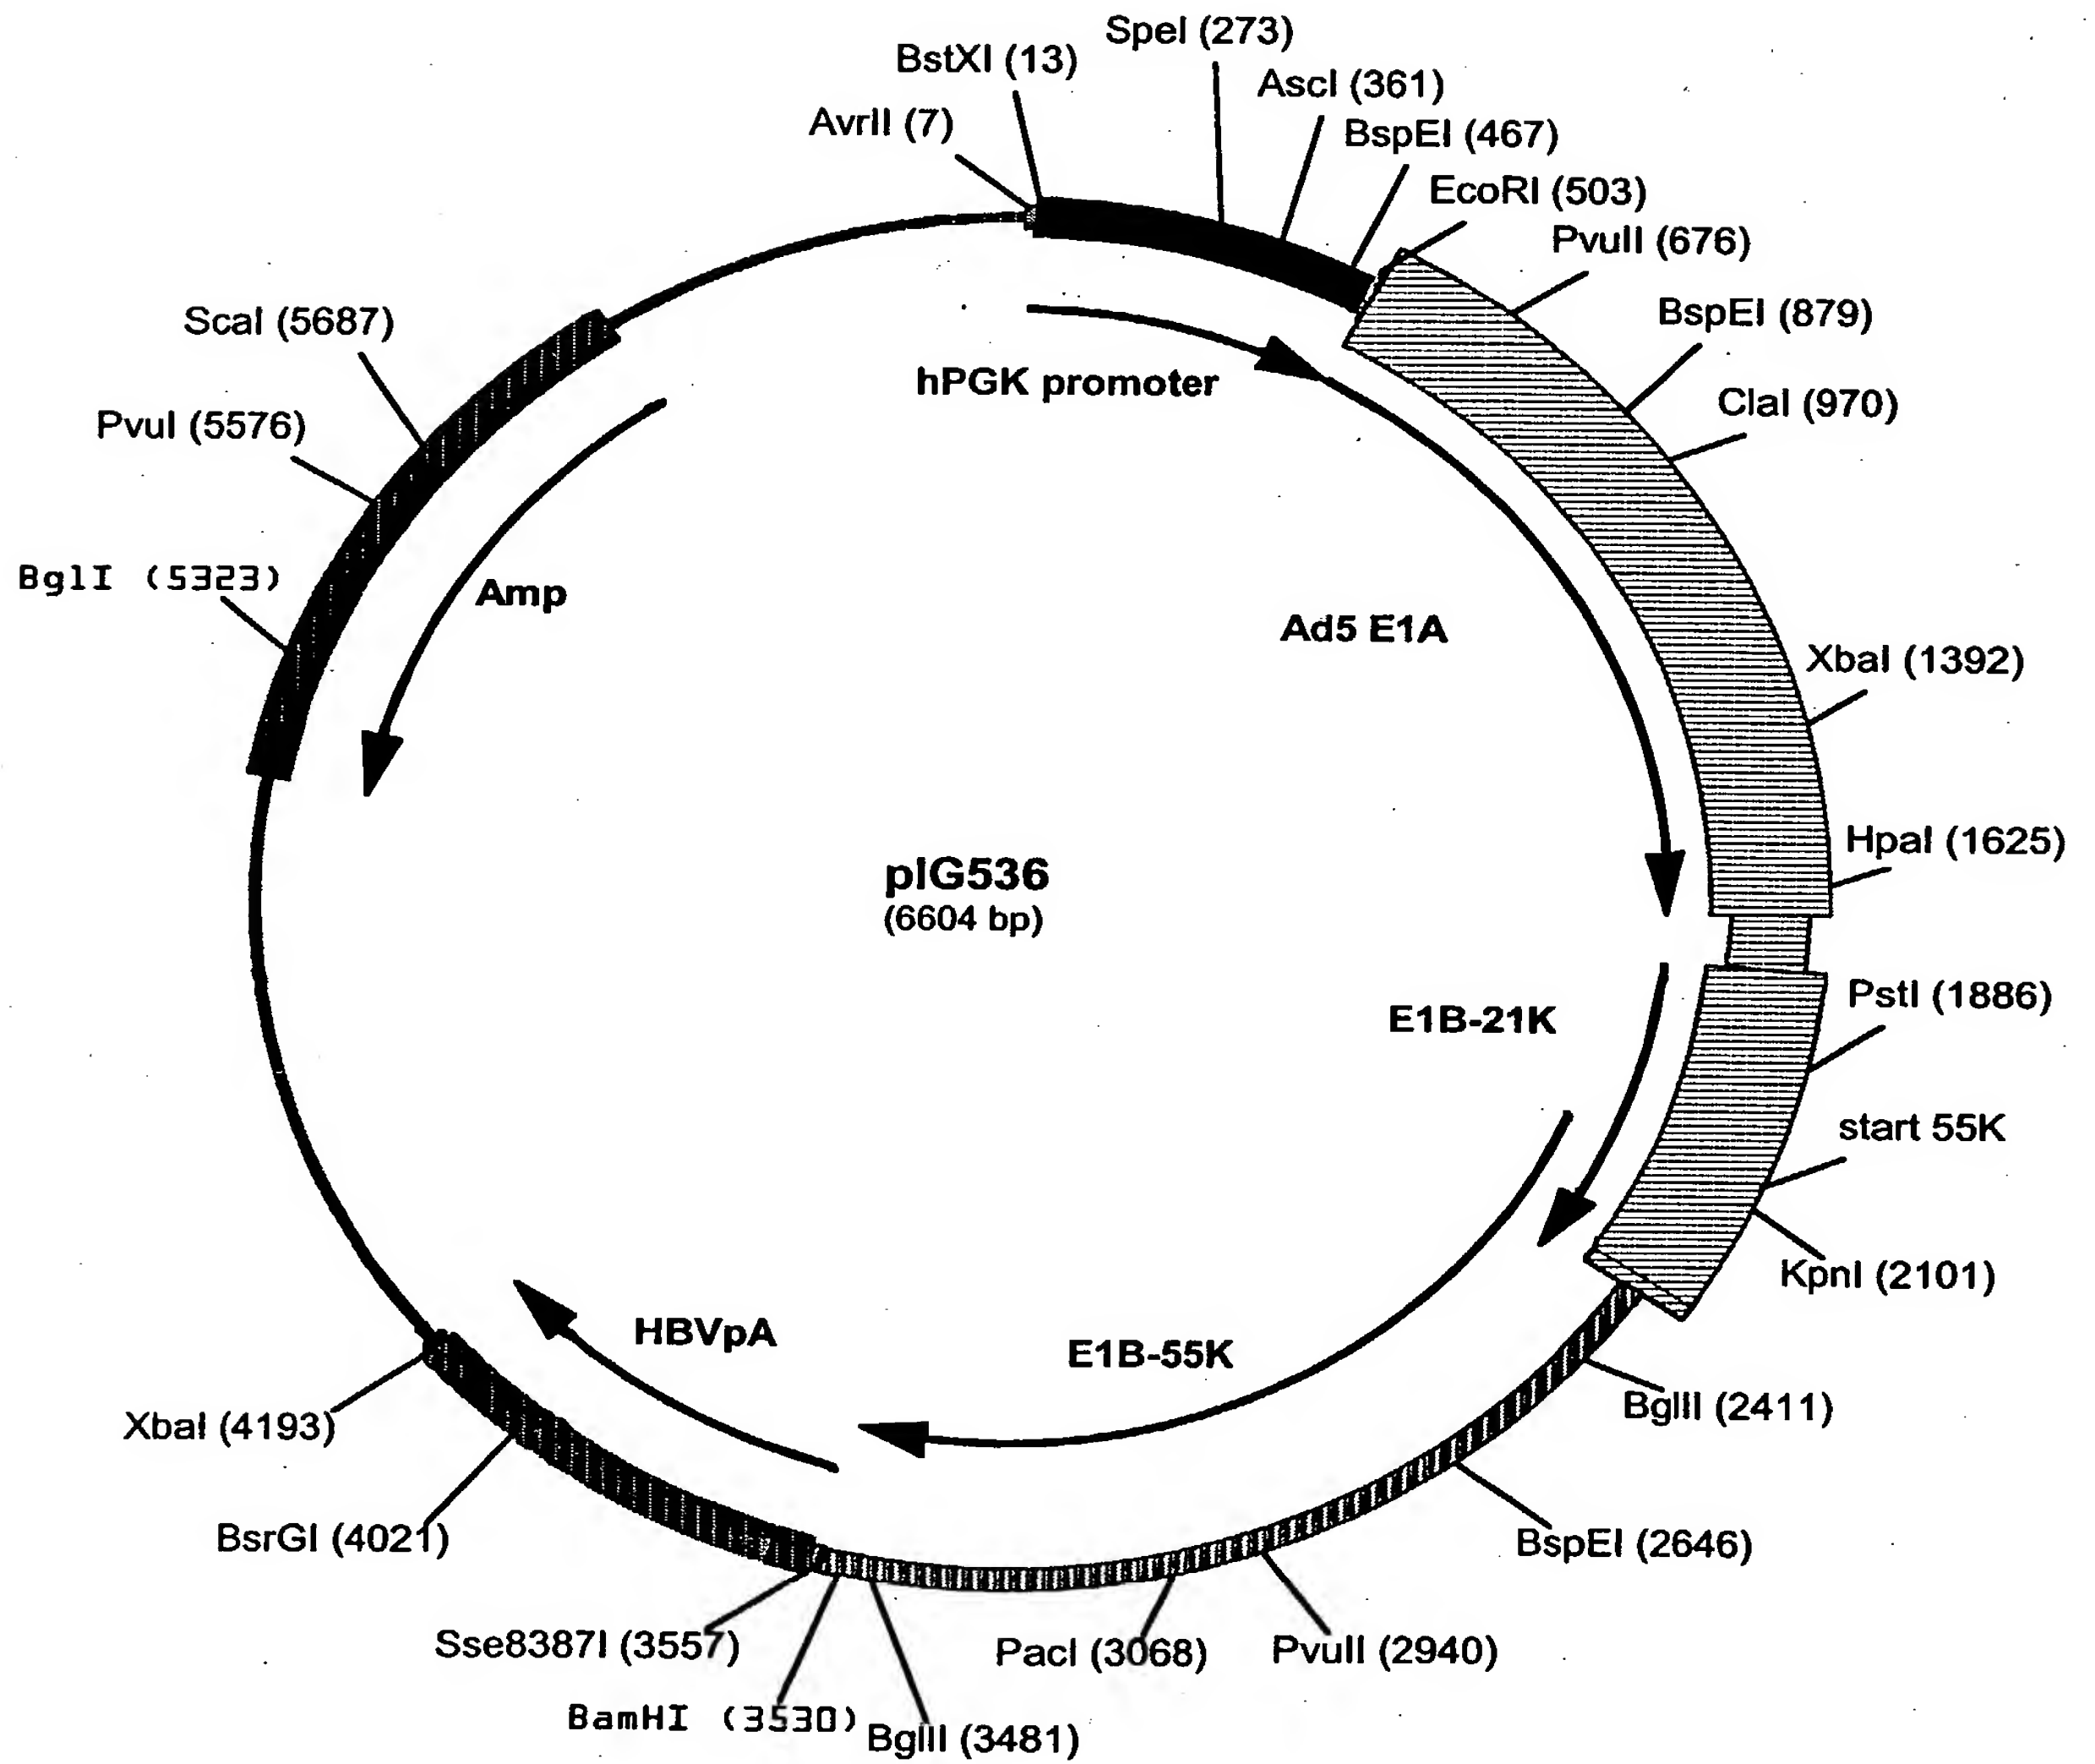 BstXI (13)
SpeI (273)
AscI (361)
AvrII (7)
BspEI (467)
EcoRI (503)
PvuII (676)
BspEI (879)
ScaI (5687)
hPGK promoter
ClaI (970)
PvuI (5576)
BglI (5323)
Amp
Ad5 E1A
XbaI (1392)
HpaI (1625)
pIG536
(6604 bp)
PstI (1886)
E1B-21K
start 55K
KpnI (2101)
HBVpA
E1B-55K
BglII (2411)
XbaI (4193)
BsrGI (4021)
BspEI (2646)
Sse8387I (3557)
PacI (3068)
PvuII (2940)
BamHI (3530)
BglII (3481)